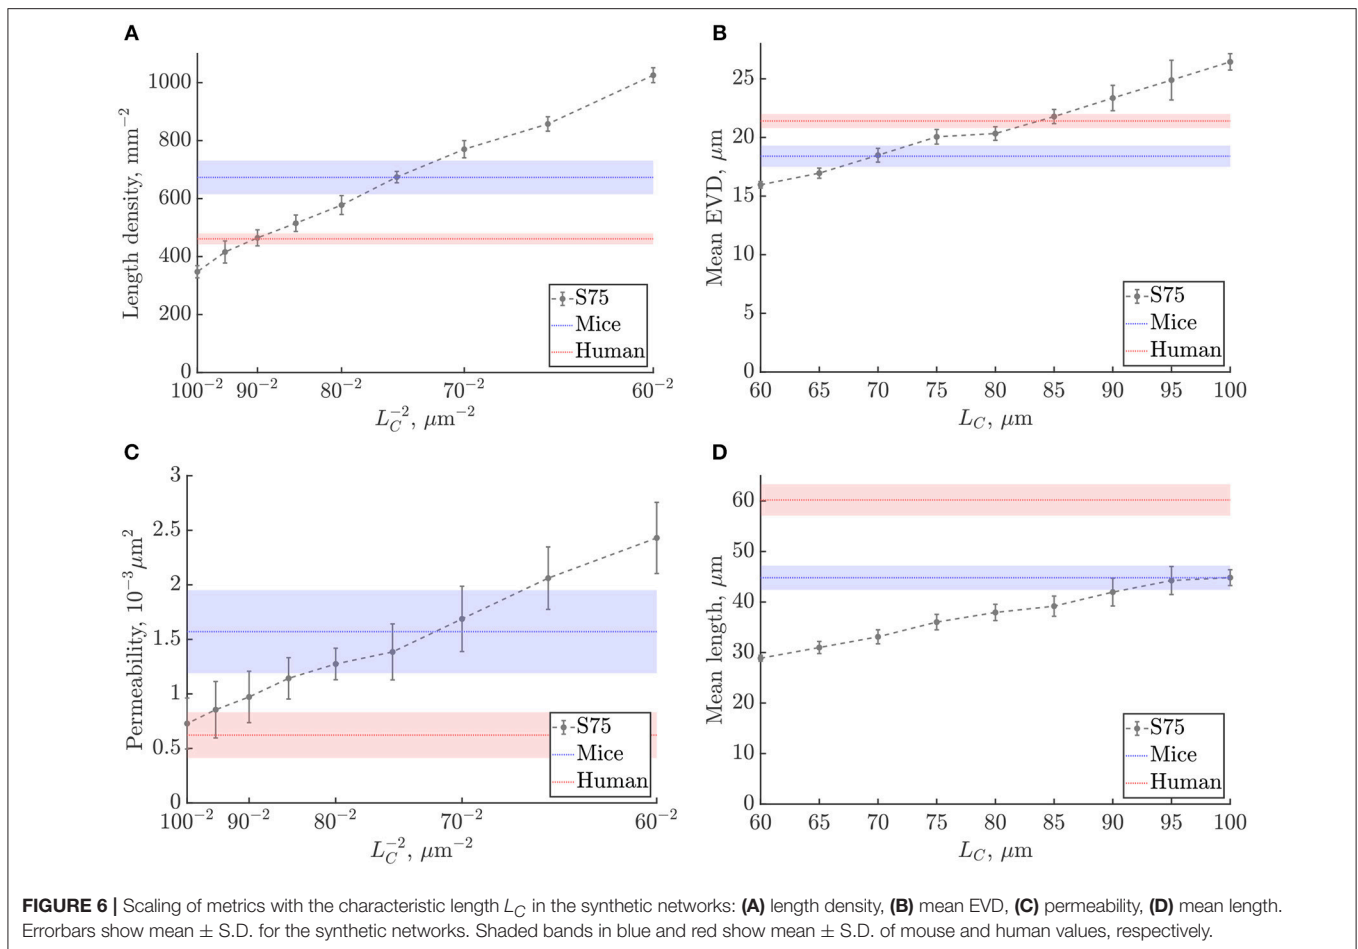 A
Length density, mm⁻²
1000
800
600
400
200
0
100⁻² 90⁻² 80⁻² 70⁻² 60⁻²
L_C⁻², μm⁻²
S75
Mice
Human
B
Mean EVD, μm
25
20
15
10
5
0
60 65 70 75 80 85 90 95 100
L_C, μm
S75
Mice
Human
C
Permeability, 10⁻³μm²
3
2.5
2
1.5
1
0.5
0
100⁻² 90⁻² 80⁻² 70⁻² 60⁻²
L_C⁻², μm⁻²
S75
Mice
Human
D
Mean length, μm
60
50
40
30
20
10
0
60 65 70 75 80 85 90 95 100
L_C, μm
S75
Mice
Human
FIGURE 6 | Scaling of metrics with the characteristic length L_C in the synthetic networks: (A) length density, (B) mean EVD, (C) permeability, (D) mean length.
Errorbars show mean ± S.D. for the synthetic networks. Shaded bands in blue and red show mean ± S.D. of mouse and human values, respectively.